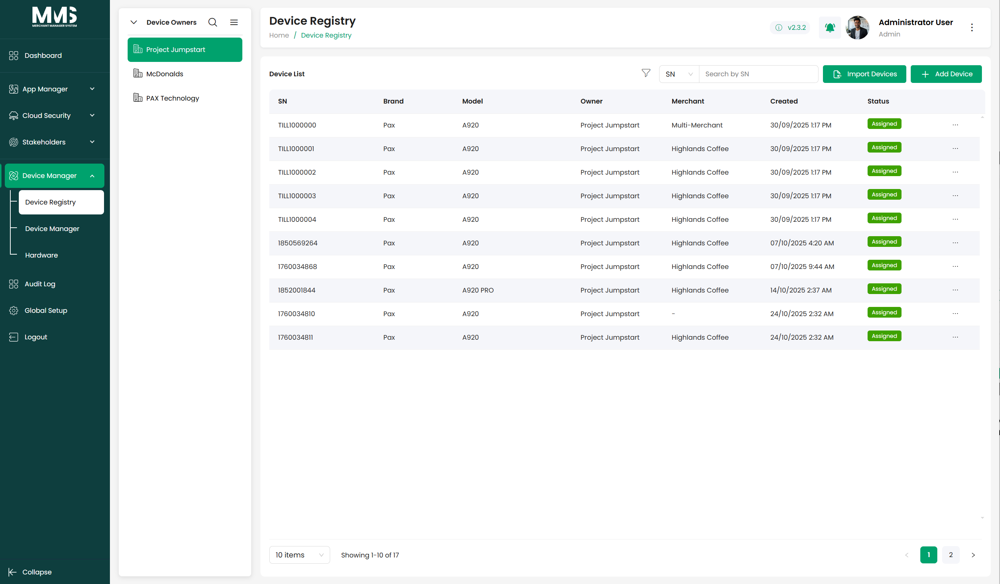 MMS
MERCHANT MANAGER SYSTEM
Dashboard
App Manager
Cloud Security
Stakeholders
Device Manager
Device Registry
Device Manager
Hardware
Audit Log
Global Setup
Logout
Collapse
Device Owners
Project Jumpstart
McDonalds
PAX Technology
Device Registry
Home / Device Registry
v2.3.2
Administrator User
Admin
Device List
SN Search by SN Import Devices + Add Device
SN Brand Model Owner Merchant Created Status
TILL1000000 Pax A920 Project Jumpstart Multi-Merchant 30/09/2025 1:17 PM Assigned ...
TILL1000001 Pax A920 Project Jumpstart Highlands Coffee 30/09/2025 1:17 PM Assigned ...
TILL1000002 Pax A920 Project Jumpstart Highlands Coffee 30/09/2025 1:17 PM Assigned ...
TILL1000003 Pax A920 Project Jumpstart Highlands Coffee 30/09/2025 1:17 PM Assigned ...
TILL1000004 Pax A920 Project Jumpstart Highlands Coffee 30/09/2025 1:17 PM Assigned ...
1850569264 Pax A920 Project Jumpstart Highlands Coffee 07/10/2025 4:20 AM Assigned ...
1760034868 Pax A920 Project Jumpstart Highlands Coffee 07/10/2025 9:44 AM Assigned ...
1852001844 Pax A920 PRO Project Jumpstart Highlands Coffee 14/10/2025 2:37 AM Assigned ...
1760034810 Pax A920 Project Jumpstart - 24/10/2025 2:32 AM Assigned ...
1760034811 Pax A920 Project Jumpstart Highlands Coffee 24/10/2025 2:32 AM Assigned ...
10 items Showing 1-10 of 17 < 1 2 >